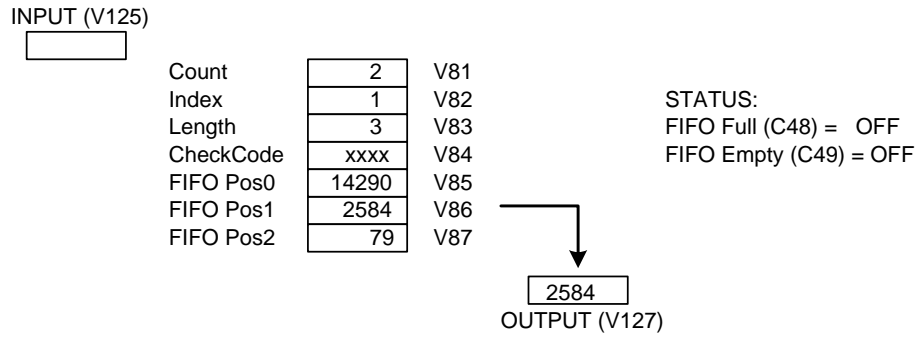 INPUT (V125)
Count 2 V81
Index 1 V82
Length 3 V83
CheckCode xxxx V84
FIFO Pos0 14290 V85
FIFO Pos1 2584 V86
FIFO Pos2 79 V87
STATUS:
FIFO Full (C48) = OFF
FIFO Empty (C49) = OFF
2584
OUTPUT (V127)